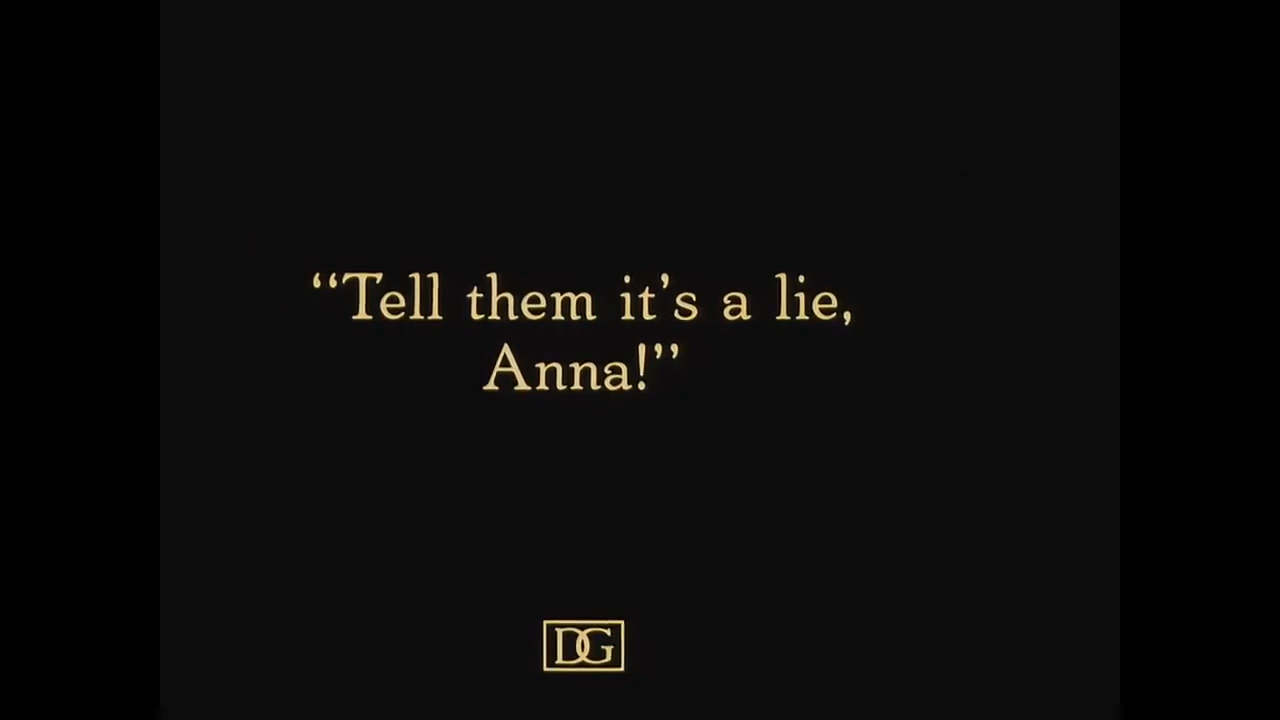 “Tell them it’s a lie,
Anna!”
DG